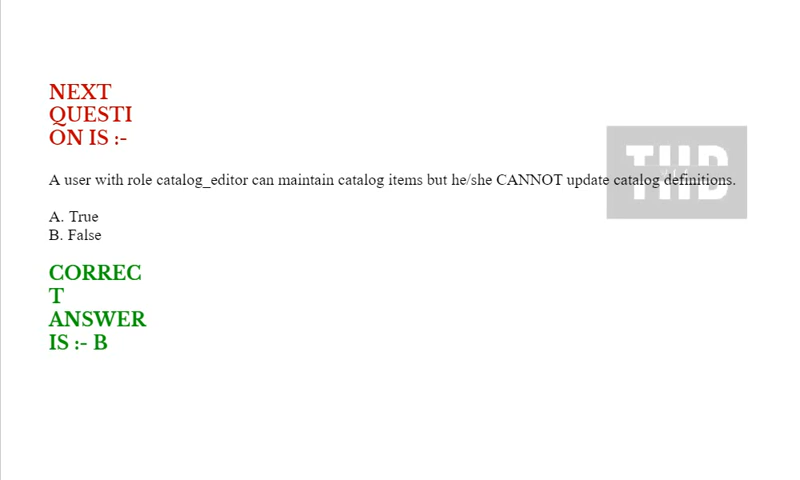 NEXT
QUESTI
ON IS :-
THD
A user with role catalog_editor can maintain catalog items but he/she CANNOT update catalog definitions.
A. True
B. False
CORREC
T
ANSWER
IS :- B